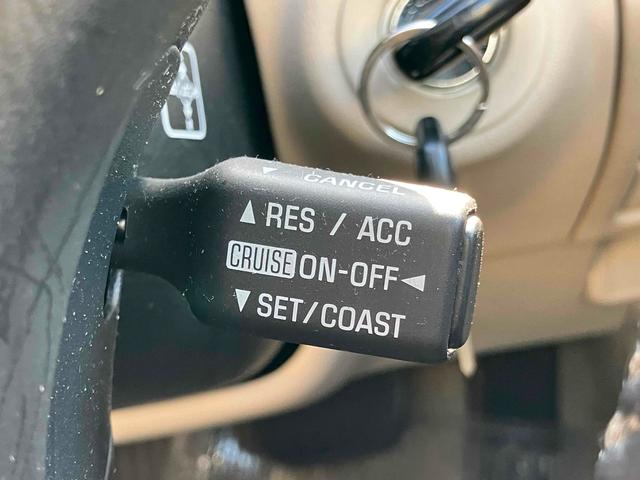 ▼ CANCEL
▲ RES / ACC
CRUISE ON-OFF ◀
▼ SET/COAST